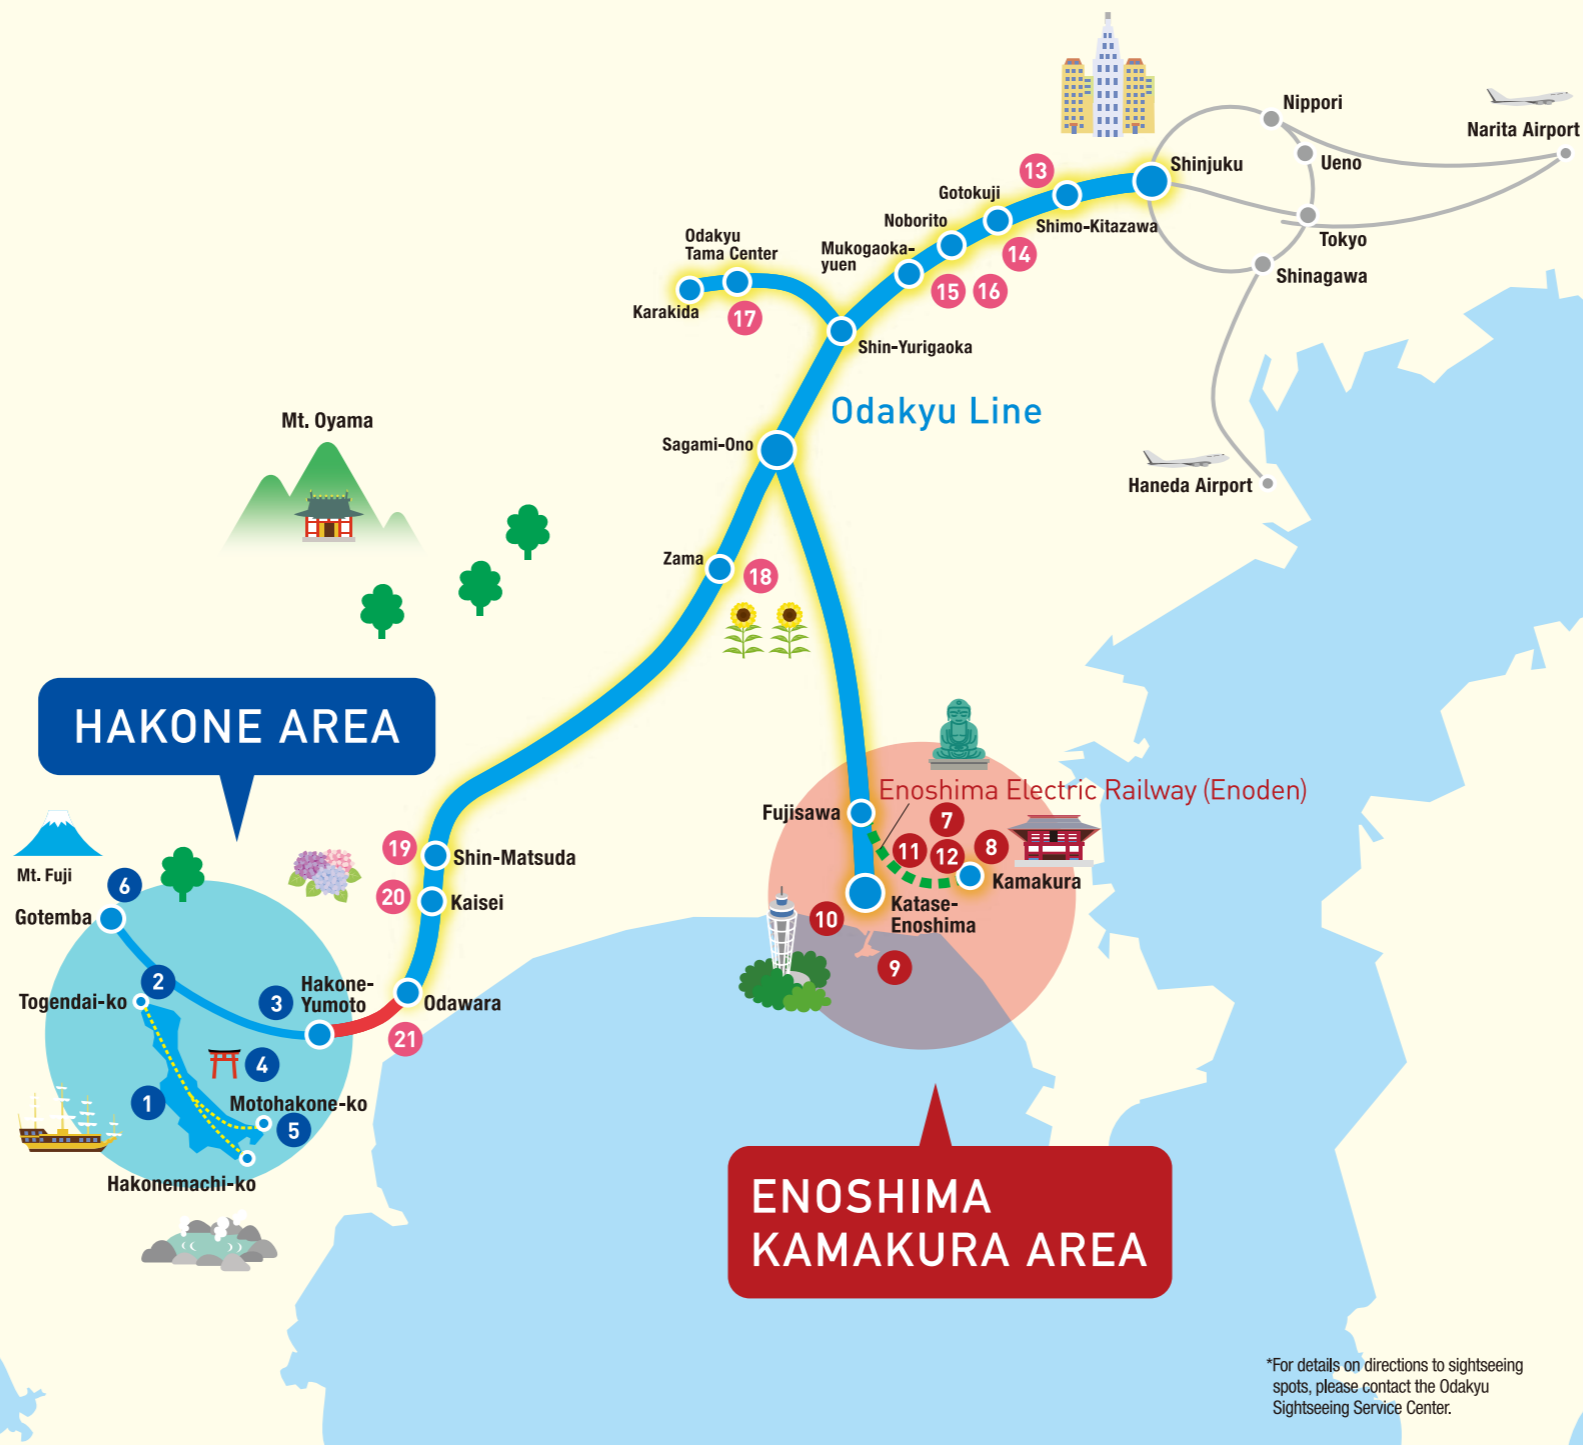 Nippori
Narita Airport
Ueno
Shinjuku
13
Gotokuji
Shimo-Kitazawa
Noborito
Tokyo
14
Odakyu
Tama Center
Mukogaoka-
yuen
Shinagawa
15
16
Karakida
17
Shin-Yurigaoka
Odakyu Line
Mt. Oyama
Sagami-Ono
Haneda Airport
Zama
18
HAKONE AREA
Enoshima Electric Railway (Enoden)
Fujisawa
7
11
12
8
Kamakura
19
Shin-Matsuda
Mt. Fuji
6
20
Kaisei
Gotemba
Katase-
Enoshima
10
9
2
Togendai-ko
3
Hakone-
Yumoto
Odawara
21
4
1
Motohakone-ko
5
Hakonemachi-ko
ENOSHIMA
KAMAKURA AREA
*For details on directions to sightseeing
spots, please contact the Odakyu
Sightseeing Service Center.